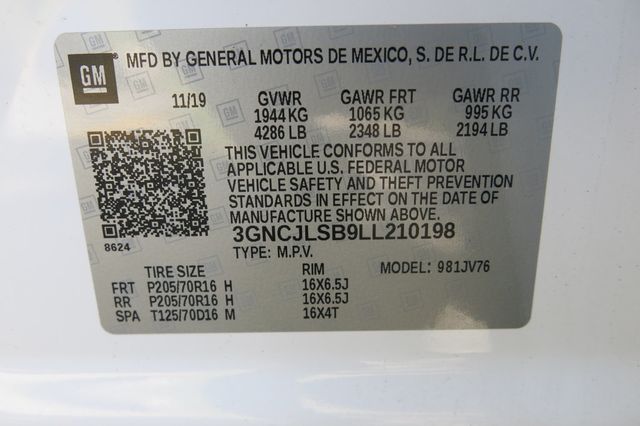 GM MFD BY GENERAL MOTORS DE MEXICO, S. DE R.L. DE C.V.
11/19 GVWR GAWR FRT GAWR RR
1944 KG 1065 KG 995 KG
4286 LB 2348 LB 2194 LB
THIS VEHICLE CONFORMS TO ALL
APPLICABLE U.S. FEDERAL MOTOR
VEHICLE SAFETY AND THEFT PREVENTION
STANDARDS IN EFFECT ON THE DATE OF
MANUFACTURE SHOWN ABOVE.
8624
3GNCJLSB9LL210198
TYPE: M.P.V.
TIRE SIZE RIM MODEL: 981JV76
FRT P205/70R16 H 16X6.5J
RR P205/70R16 H 16X6.5J
SPA T125/70D16 M 16X4T